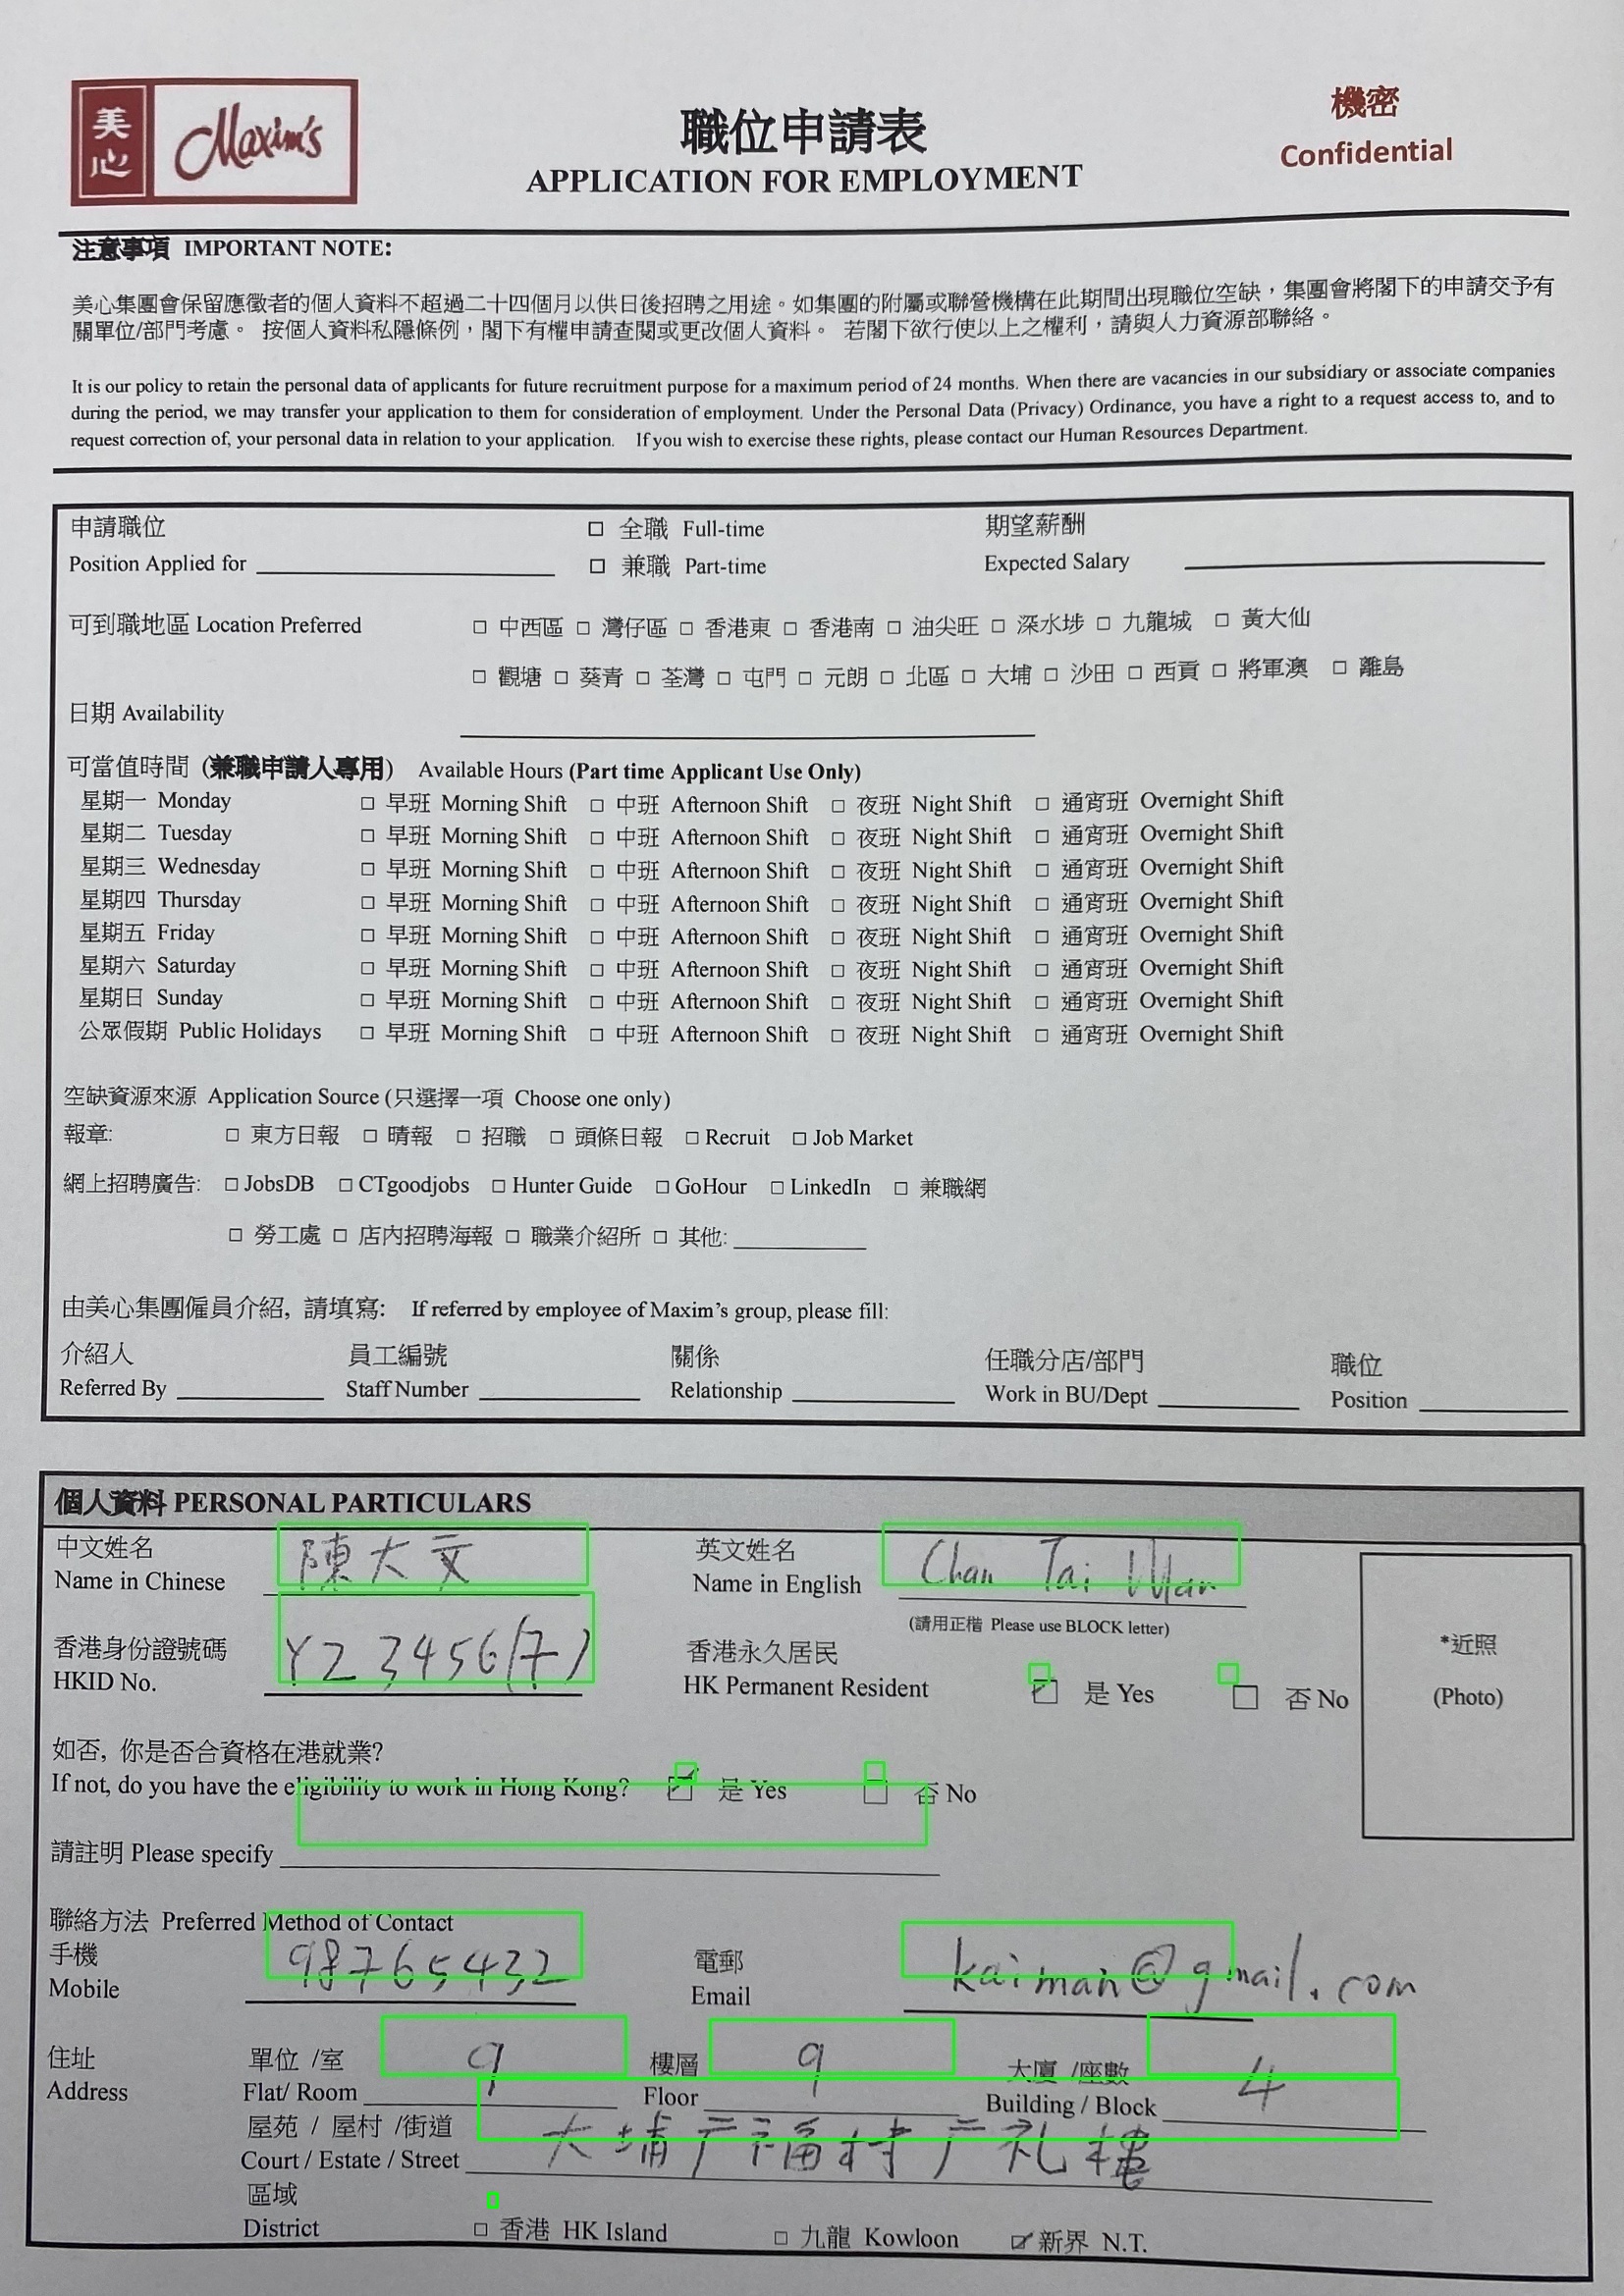 美心 Maxim's
職位申請表
APPLICATION FOR EMPLOYMENT
機密
Confidential
注意事項 IMPORTANT NOTE:
美心集團會保留應徵者的個人資料不超過二十四個月以供日後招聘之用途。如集團的附屬或聯營機構在此期間出現職位空缺，集團會將閣下的申請交予有
關單位/部門考慮。 按個人資料私隱條例，閣下有權申請查閱或更改個人資料。 若閣下欲行使以上之權利，請與人力資源部聯絡。
It is our policy to retain the personal data of applicants for future recruitment purpose for a maximum period of 24 months. When there are vacancies in our subsidiary or associate companies
during the period, we may transfer your application to them for consideration of employment. Under the Personal Data (Privacy) Ordinance, you have a right to a request access to, and to
request correction of, your personal data in relation to your application. If you wish to exercise these rights, please contact our Human Resources Department.
申請職位 □ 全職 Full-time 期望薪酬
Position Applied for □ 兼職 Part-time Expected Salary
可到職地區 Location Preferred □ 中西區 □ 灣仔區 □ 香港東 □ 香港南 □ 油尖旺 □ 深水埗 □ 九龍城 □ 黃大仙
□ 觀塘 □ 葵青 □ 荃灣 □ 屯門 □ 元朗 □ 北區 □ 大埔 □ 沙田 □ 西貢 □ 將軍澳 □ 離島
日期 Availability
可當值時間 (兼職申請人專用) Available Hours (Part time Applicant Use Only)
星期一 Monday □ 早班 Morning Shift □ 中班 Afternoon Shift □ 夜班 Night Shift □ 通宵班 Overnight Shift
星期二 Tuesday □ 早班 Morning Shift □ 中班 Afternoon Shift □ 夜班 Night Shift □ 通宵班 Overnight Shift
星期三 Wednesday □ 早班 Morning Shift □ 中班 Afternoon Shift □ 夜班 Night Shift □ 通宵班 Overnight Shift
星期四 Thursday □ 早班 Morning Shift □ 中班 Afternoon Shift □ 夜班 Night Shift □ 通宵班 Overnight Shift
星期五 Friday □ 早班 Morning Shift □ 中班 Afternoon Shift □ 夜班 Night Shift □ 通宵班 Overnight Shift
星期六 Saturday □ 早班 Morning Shift □ 中班 Afternoon Shift □ 夜班 Night Shift □ 通宵班 Overnight Shift
星期日 Sunday □ 早班 Morning Shift □ 中班 Afternoon Shift □ 夜班 Night Shift □ 通宵班 Overnight Shift
公眾假期 Public Holidays □ 早班 Morning Shift □ 中班 Afternoon Shift □ 夜班 Night Shift □ 通宵班 Overnight Shift
空缺資源來源 Application Source (只選擇一項 Choose one only)
報章: □ 東方日報 □ 晴報 □ 招職 □ 頭條日報 □ Recruit □ Job Market
網上招聘廣告: □ JobsDB □ CTgoodjobs □ Hunter Guide □ GoHour □ LinkedIn □ 兼職網
□ 勞工處 □ 店內招聘海報 □ 職業介紹所 □ 其他:
由美心集團僱員介紹, 請填寫: If referred by employee of Maxim's group, please fill:
介紹人 員工編號 關係 任職分店/部門 職位
Referred By Staff Number Relationship Work in BU/Dept Position
個人資料 PERSONAL PARTICULARS
中文姓名 陳大文 英文姓名 Chan Tai Man
Name in Chinese Name in English
(請用正楷 Please use BLOCK letter)
香港身份證號碼 Y23456(7) 香港永久居民
HKID No. HK Permanent Resident ☑ 是 Yes □ 否 No
*近照
(Photo)
如否, 你是否合資格在港就業?
If not, do you have the eligibility to work in Hong Kong? ☑ 是 Yes □ 否 No
請註明 Please specify
聯絡方法 Preferred Method of Contact
手機 98765432 電郵 kaiman@gmail.com
Mobile Email
住址 單位 /室 9 樓層 9 大廈 /座數 4
Address Flat/ Room Floor Building / Block
屋苑 / 屋村 /街道 大埔广福村广礼樓
Court / Estate / Street
區域
District □ 香港 HK Island □ 九龍 Kowloon ☑ 新界 N.T.